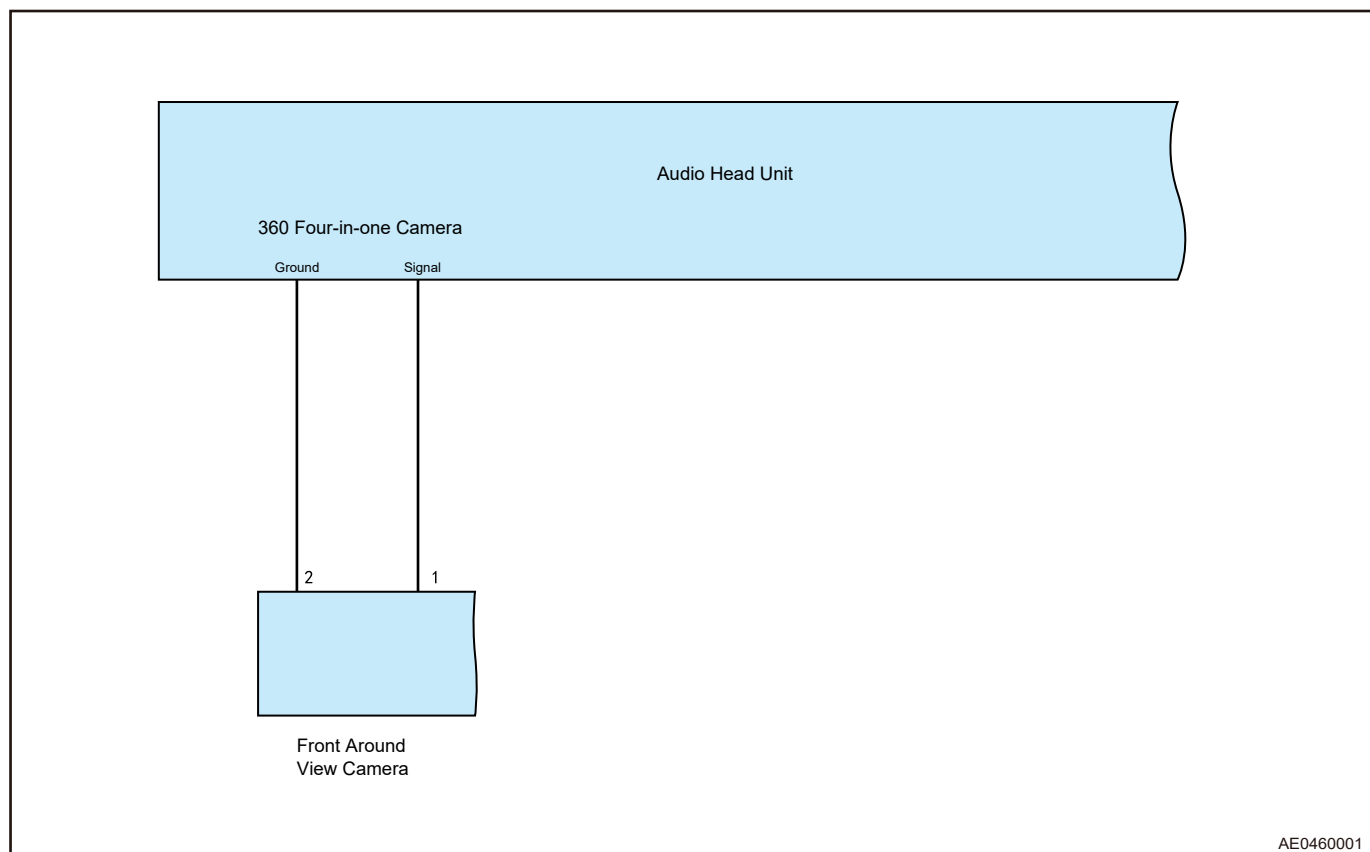 Audio Head Unit
360 Four-in-one Camera
Ground Signal
2 1
Front Around
View Camera
AE0460001